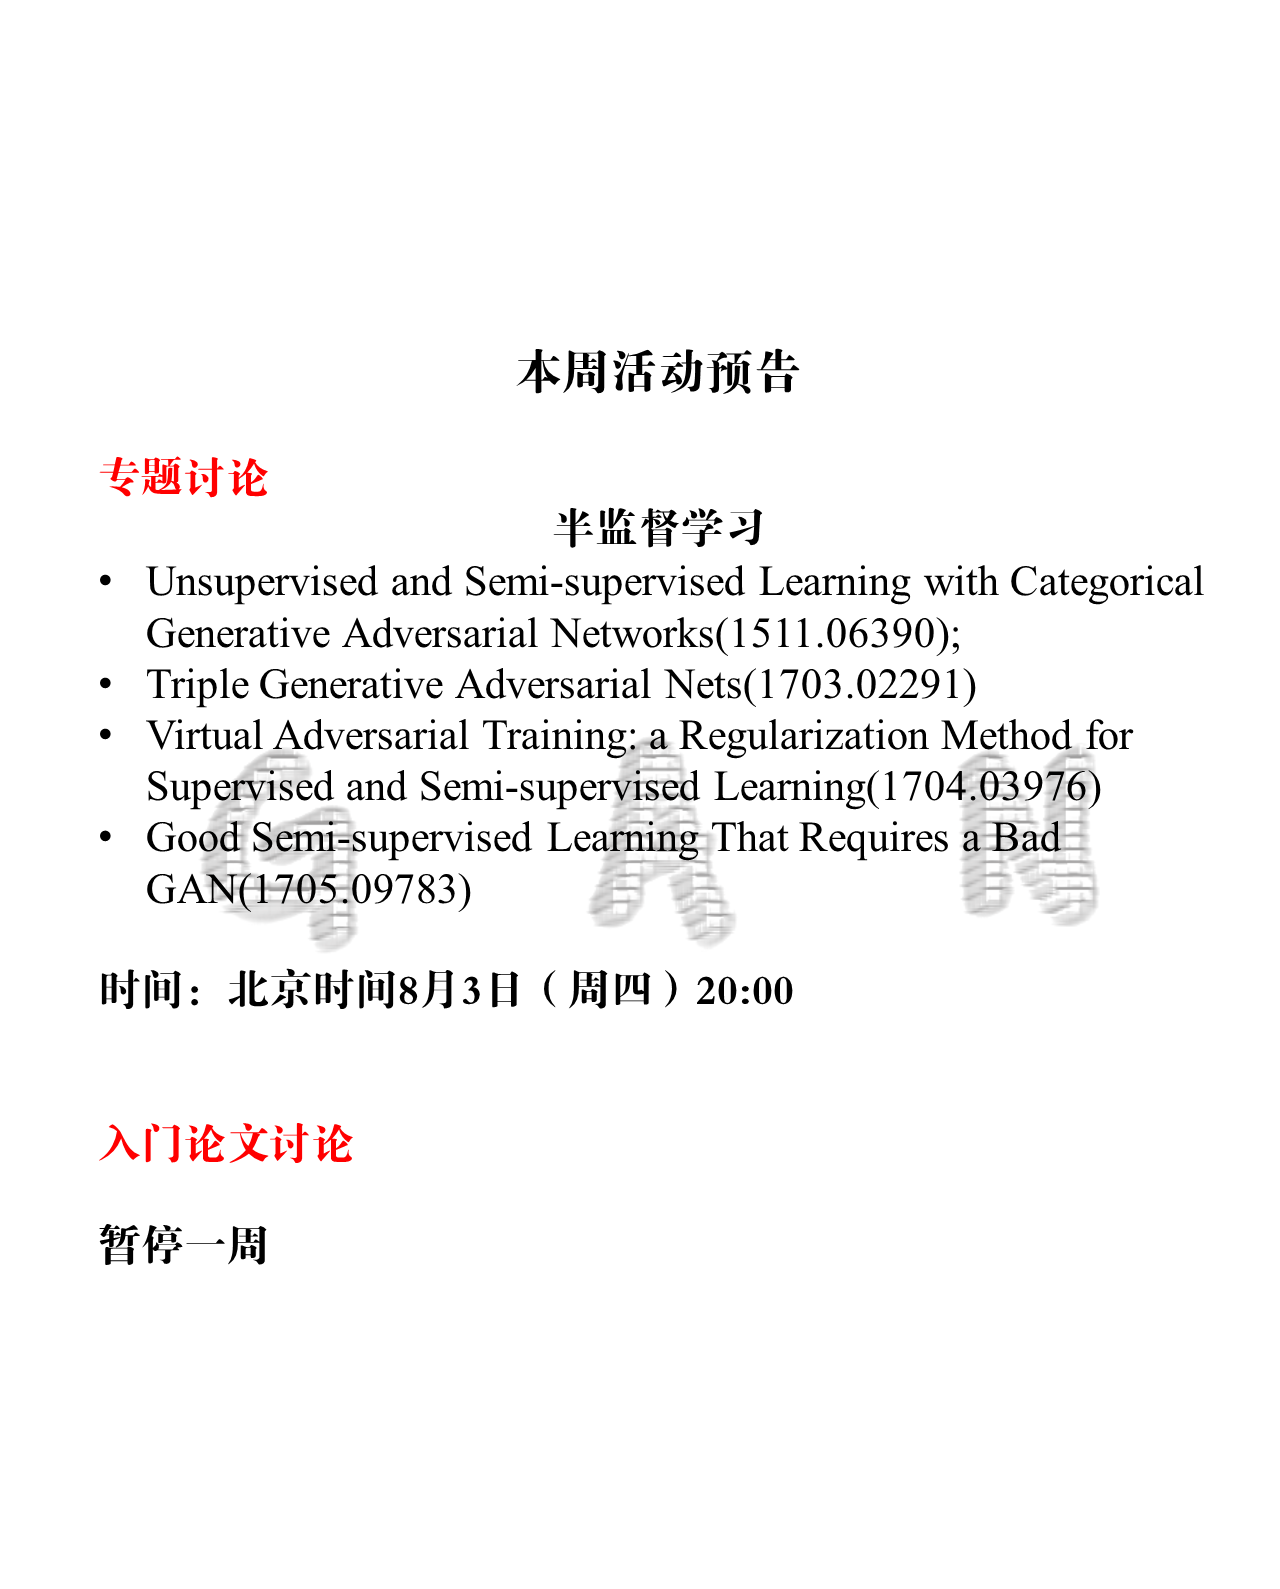 本周活动预告
专题讨论
半监督学习
• Unsupervised and Semi-supervised Learning with Categorical
Generative Adversarial Networks(1511.06390);
• Triple Generative Adversarial Nets(1703.02291)
• Virtual Adversarial Training: a Regularization Method for
Supervised and Semi-supervised Learning(1704.03976)
• Good Semi-supervised Learning That Requires a Bad
GAN(1705.09783)
GAN
时间：北京时间8月3日（周四）20:00
入门论文讨论
暂停一周